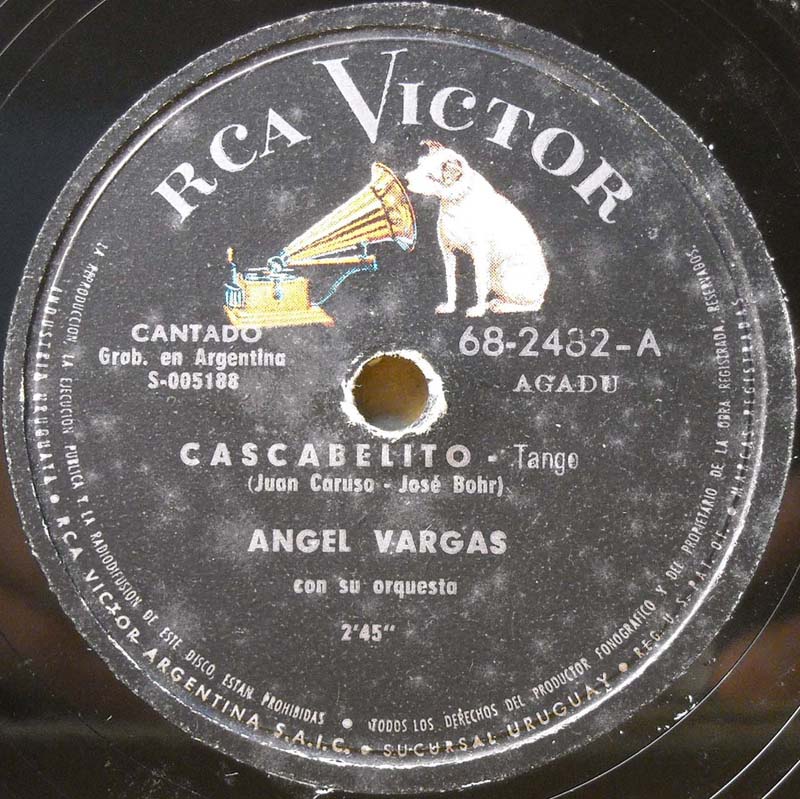 RCA VICTOR
CANTADO
Grab. en Argentina
S-005188
68-2482-A
AGADU
CASCABELITO - Tango
(Juan Caruso - José Bohr)
ANGEL VARGAS
con su orquesta
2'45"
LA REPRODUCCION, LA EJECUCION PUBLICA Y LA RADIODIFUSION DE ESTE DISCO ESTAN PROHIBIDAS • TODOS LOS DERECHOS DEL PRODUCTOR FONOGRAFICO Y DEL PROPIETARIO DE LA OBRA REGISTRADA, RESERVADOS.
INDUSTRIA URUGUAYA • RCA VICTOR ARGENTINA S.A.I.C. • SUCURSAL URUGUAY • REG. U. S. PAT. OF. • MARCAS REGISTRADAS